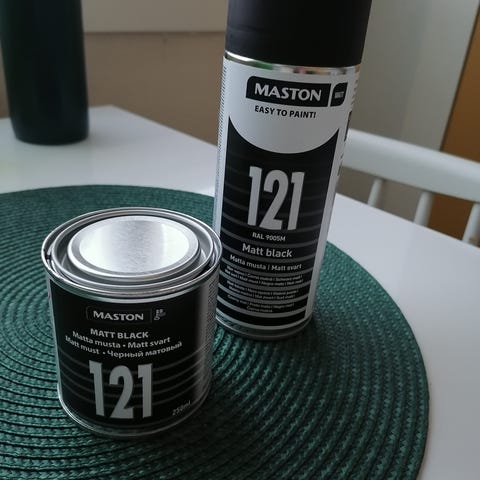 MASTON
EASY TO PAINT!
121
RAL 9005M
Matt black
Matta musta | Matt svart
MASTON
MATT BLACK
Matta musta • Matt svart
Matt must • Черный матовый
121
250ml